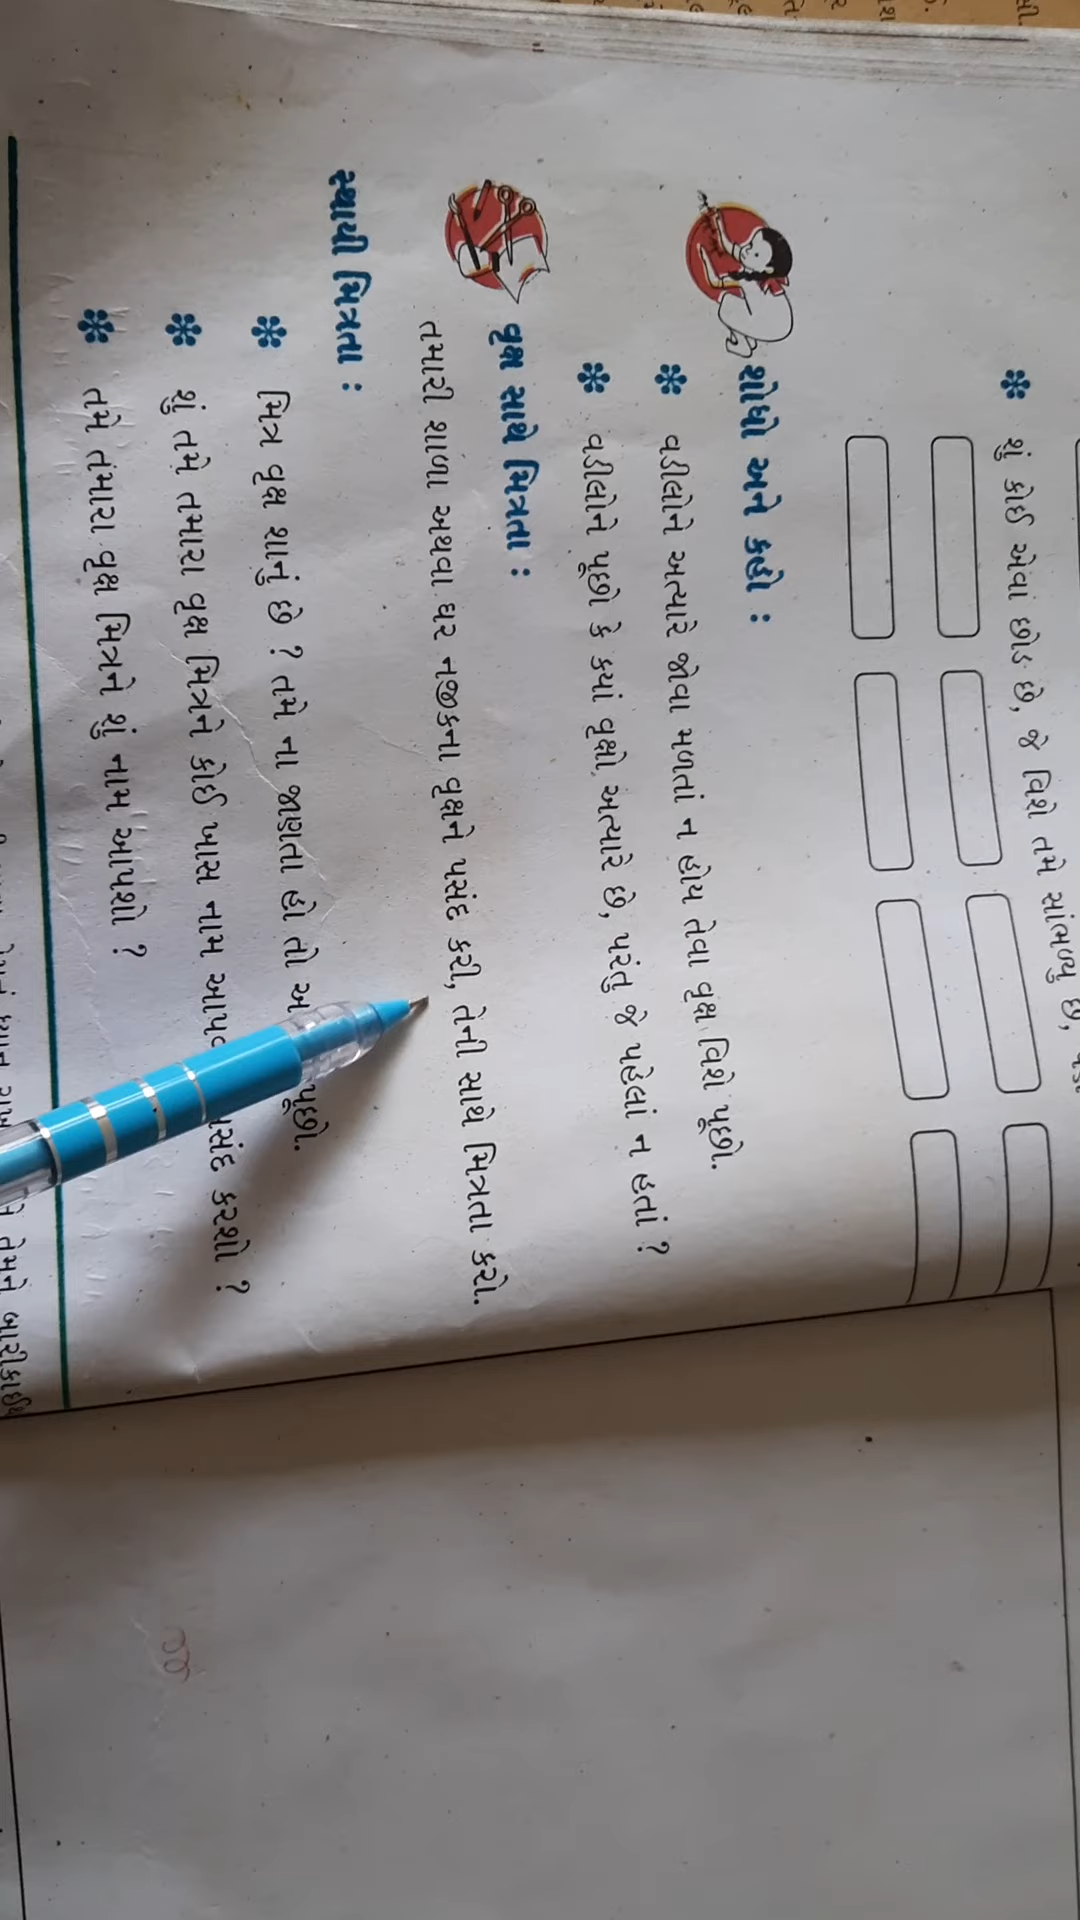 શું કોઈ એવાં છોડ છે, જે વિશે તમે સાંભળ્યુ છે,
શોધો અને કહો :
વડીલોને અત્યારે જોવા મળતાં ન હોય તેવા વૃક્ષ વિશે પૂછો.
વડીલોને પૂછો કે કયાં વૃક્ષો અત્યારે છે, પરંતુ જે પહેલાં ન હતાં ?
વૃક્ષ સાથે મિત્રતા :
તમારી શાળા અથવા ઘર નજીકના વૃક્ષને પસંદ કરી, તેની સાથે મિત્રતા કરો.
સ્થાયી મિત્રતા :
મિત્ર વૃક્ષ શાનું છે ? તમે ના જાણતા હો તો પૂછો.
શું તમે તમારા વૃક્ષ મિત્રને કોઈ ખાસ નામ પસંદ કરશો ?
તમે તમારા વૃક્ષ મિત્રને શું નામ આપશો ?
તેમને બારીકાઈ